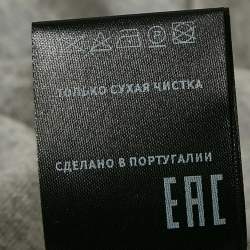 ТОЛЬКО СУХАЯ ЧИСТКА
СДЕЛАНО В ПОРТУГАЛИИ
EAC